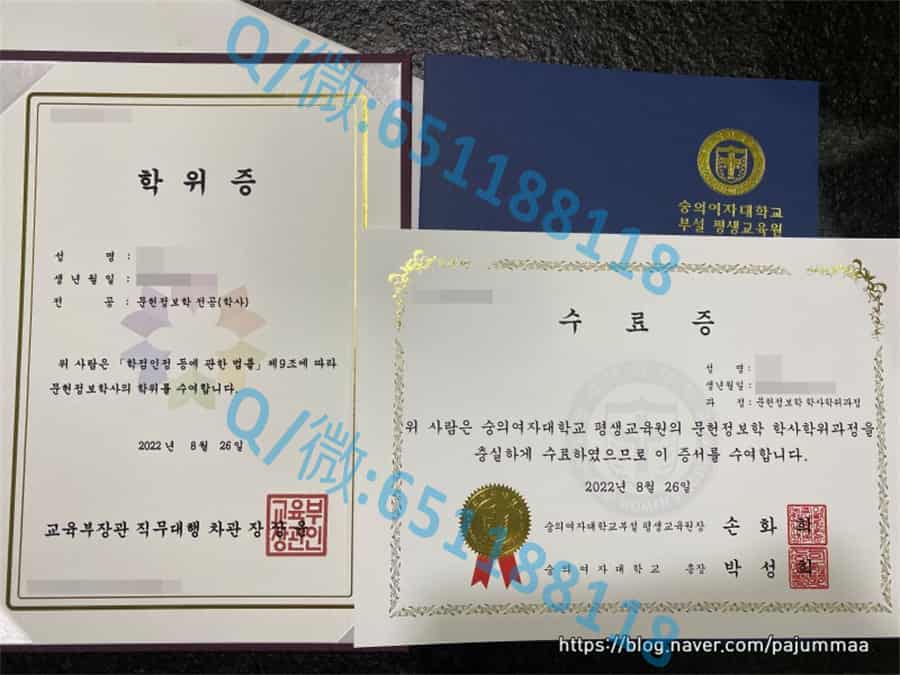 학 위 증
성 명 :
생 년 월 일 :
전 공 : 문헌정보학 전공(학사)
위 사람은 「학점인정 등에 관한 법률」 제9조에 따라
문헌정보학사의 학위를 수여합니다.
2022 년 8 월 26 일
교육부장관 직무대행 차관 장
교육부
장관인
숭의여자대학교
부설 평생교육원
수 료 증
성 명 :
생년월일 :
과 정 : 문헌정보학 학사학위과정
위 사람은 숭의여자대학교 평생교육원의 문헌정보학 학사학위과정을
충실하게 수료하였으므로 이 증서를 수여합니다.
2022년 8월 26일
숭의여자대학교부설 평생교육원장 손 화 희
숭 의 여 자 대 학 교 총 장 박 성
Q/微:651188118
Q/微:651188118
https://blog.naver.com/pajummaa